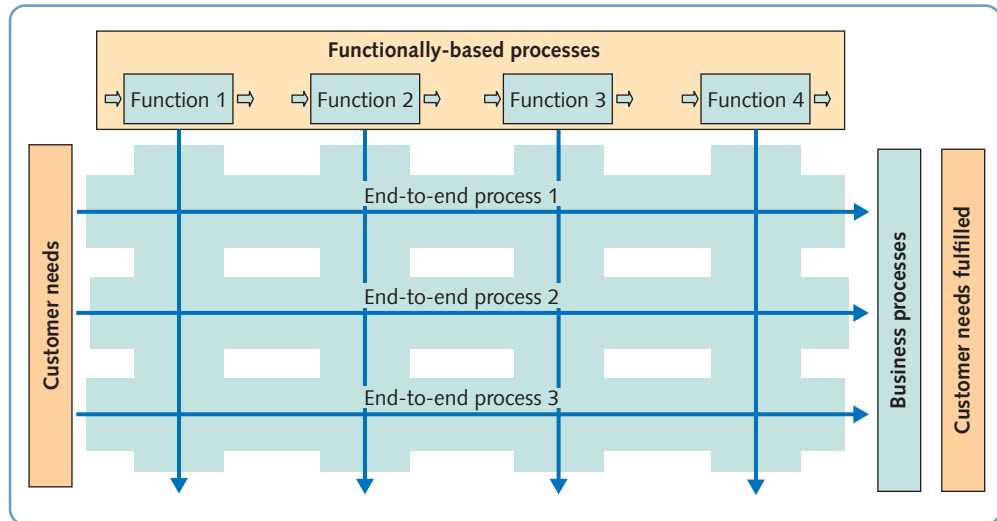 Functionally-based processes
Function 1
Function 2
Function 3
Function 4
Customer needs
End-to-end process 1
End-to-end process 2
End-to-end process 3
Business processes
Customer needs fulfilled